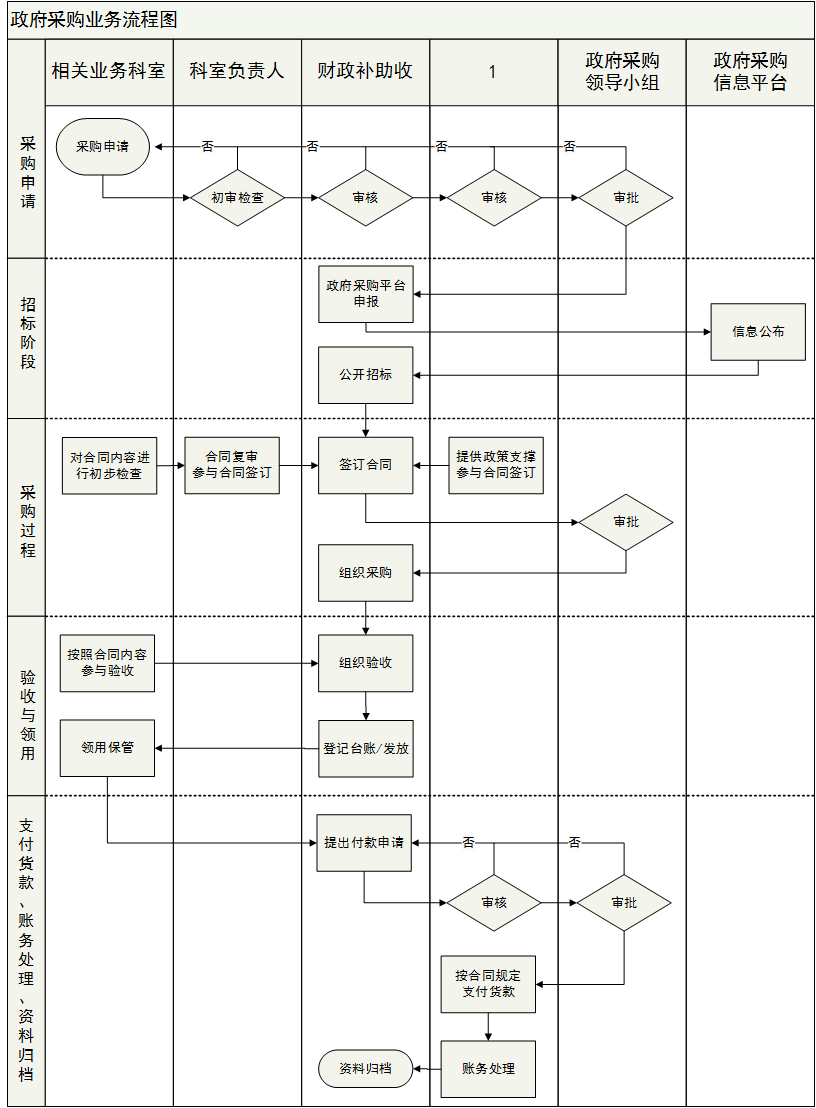 政府采购业务流程图
相关业务科室
科室负责人
财政补助收
1
政府采购
领导小组
政府采购
信息平台
采购申请
采购申请
否
否
否
否
初审检查
审核
审核
审批
招标阶段
政府采购平台
申报
信息公布
公开招标
采购过程
对合同内容进
行初步检查
合同复审
参与合同签订
签订合同
提供政策支撑
参与合同签订
审批
组织采购
验收与领用
按照合同内容
参与验收
组织验收
领用保管
登记台账/发放
支付货款、账务处理、资料归档
提出付款申请
否
否
审核
审批
按合同规定
支付货款
资料归档
账务处理